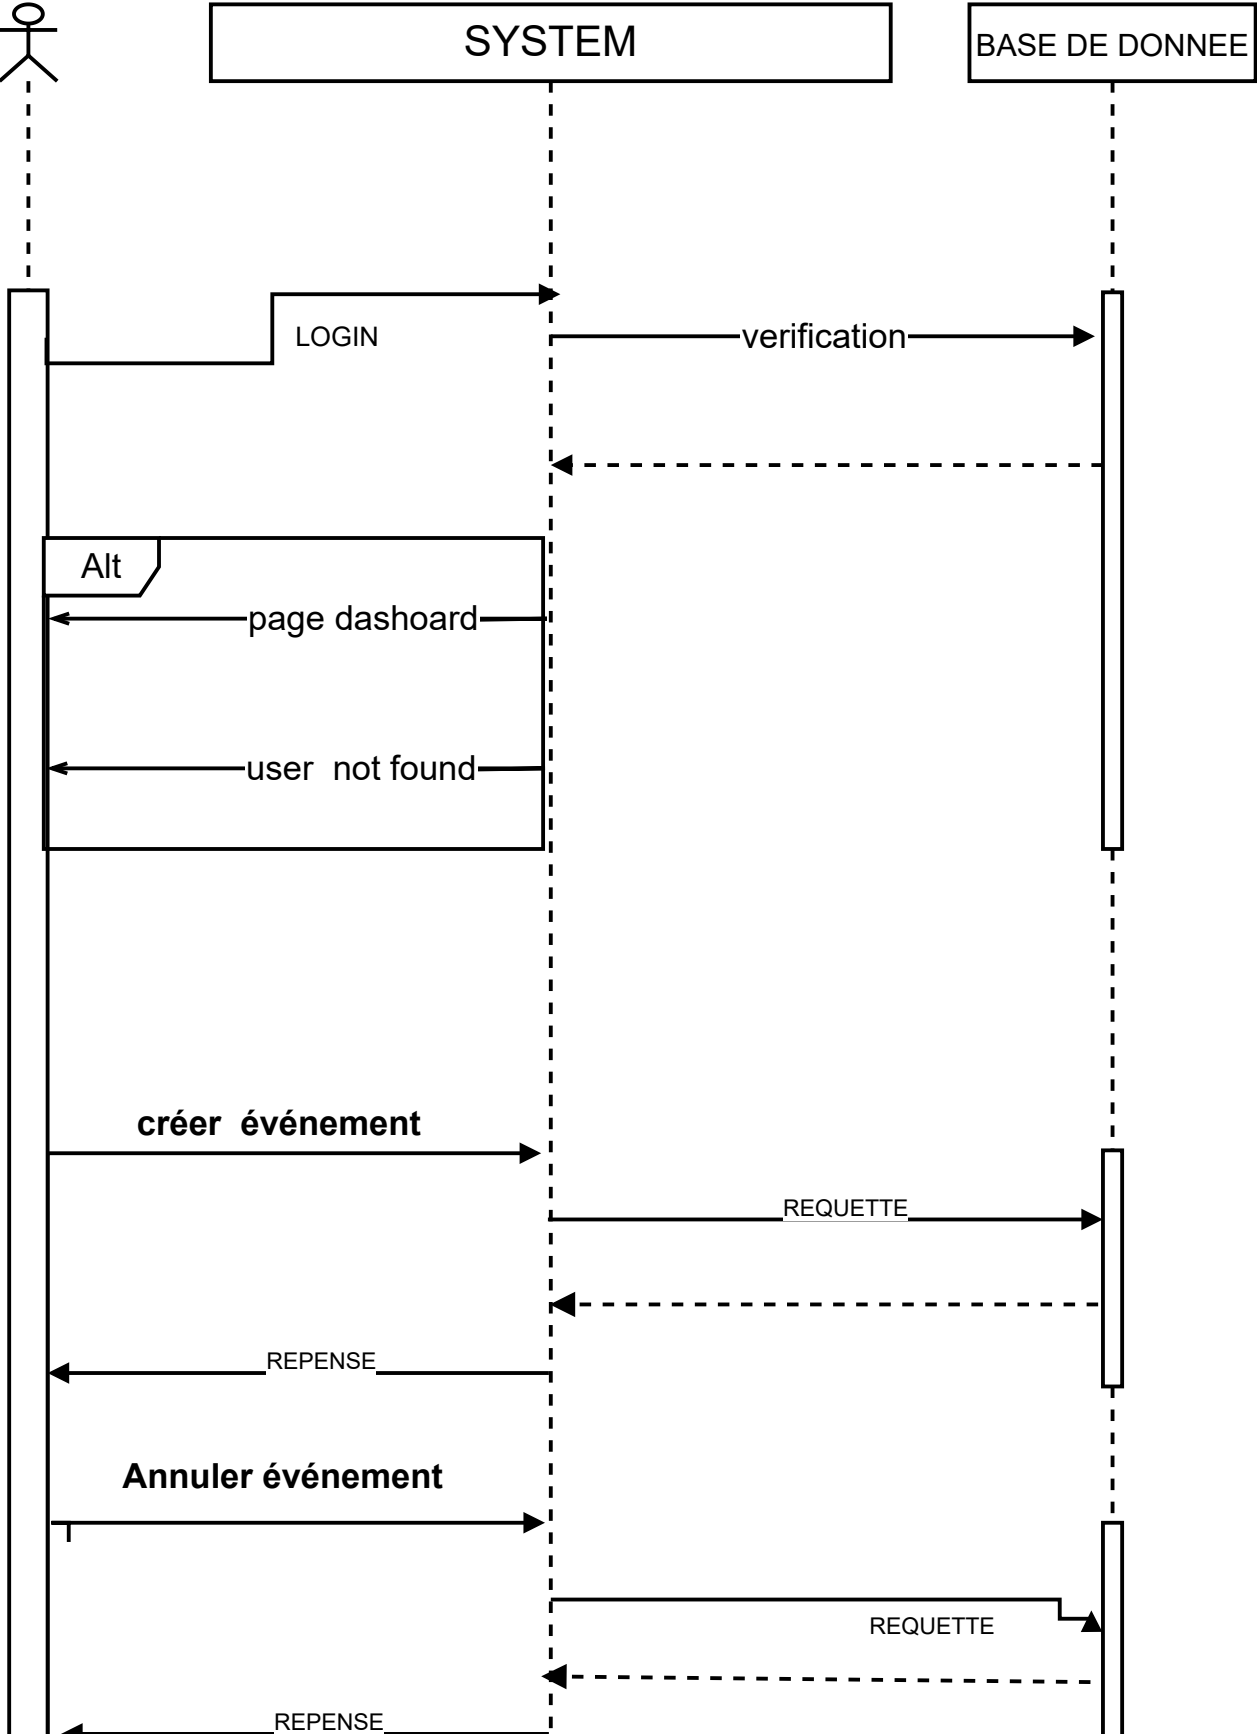 SYSTEM
BASE DE DONNEE
LOGIN
verification
Alt
page dashoard
user  not found
créer  événement
REQUETTE
REPENSE
Annuler événement
REQUETTE
REPENSE